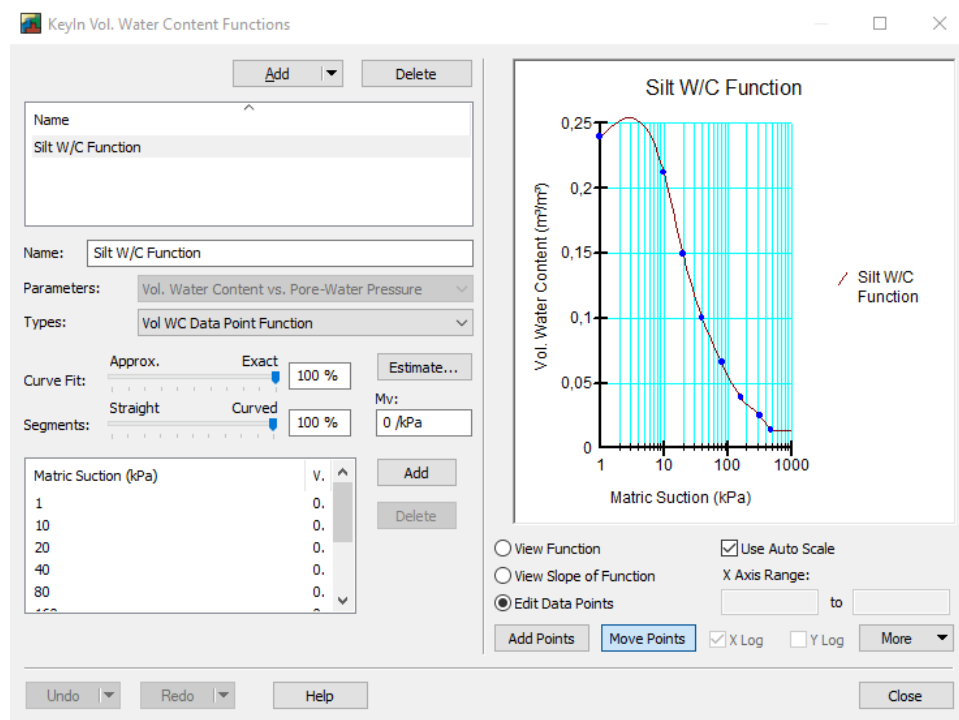 KeyIn Vol. Water Content Functions
Add
Delete
Name
Silt W/C Function
Name:
Silt W/C Function
Parameters:
Vol. Water Content vs. Pore-Water Pressure
Types:
Vol WC Data Point Function
Approx.
Exact
Curve Fit:
100 %
Estimate...
Straight
Curved
Segments:
100 %
Mv:
0 /kPa
Matric Suction (kPa)
V.
1
0.
10
0.
20
0.
40
0.
80
0.
Add
Delete
Silt W/C Function
0,25
0,2
0,15
0,1
0,05
0
Vol. Water Content (m³/m³)
1
10
100
1000
Matric Suction (kPa)
Silt W/C
Function
View Function
View Slope of Function
Edit Data Points
Use Auto Scale
X Axis Range:
to
Add Points
Move Points
X Log
Y Log
More
Undo
Redo
Help
Close